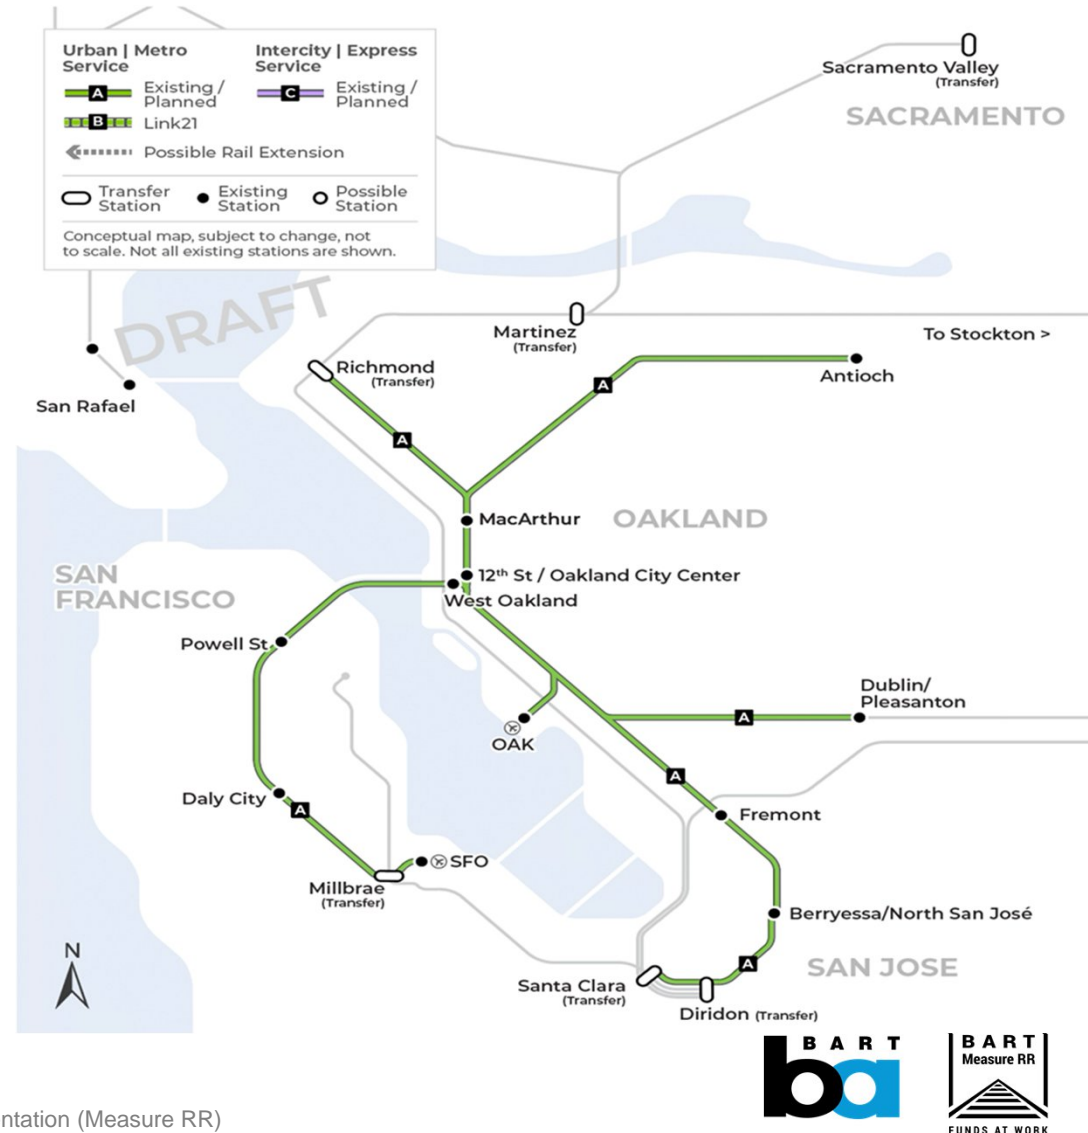 Urban | Metro
Service
Intercity | Express
Service
A
Existing /
Planned
C
Existing /
Planned
B
Link21
Possible Rail Extension
Transfer
Station
Existing
Station
Possible
Station
Conceptual map, subject to change, not
to scale. Not all existing stations are shown.
Sacramento Valley
(Transfer)
SACRAMENTO
DRAFT
Martinez
(Transfer)
To Stockton >
Richmond
(Transfer)
Antioch
A
San Rafael
A
MacArthur
OAKLAND
12th St / Oakland City Center
West Oakland
SAN
FRANCISCO
Powell St
Dublin/
Pleasanton
A
OAK
A
Daly City
A
Fremont
SFO
Millbrae
(Transfer)
Berryessa/North San José
N
A
SAN JOSE
Santa Clara
(Transfer)
Diridon (Transfer)
BART
ba
BART
Measure RR
FUNDS AT WORK
ntation (Measure RR)